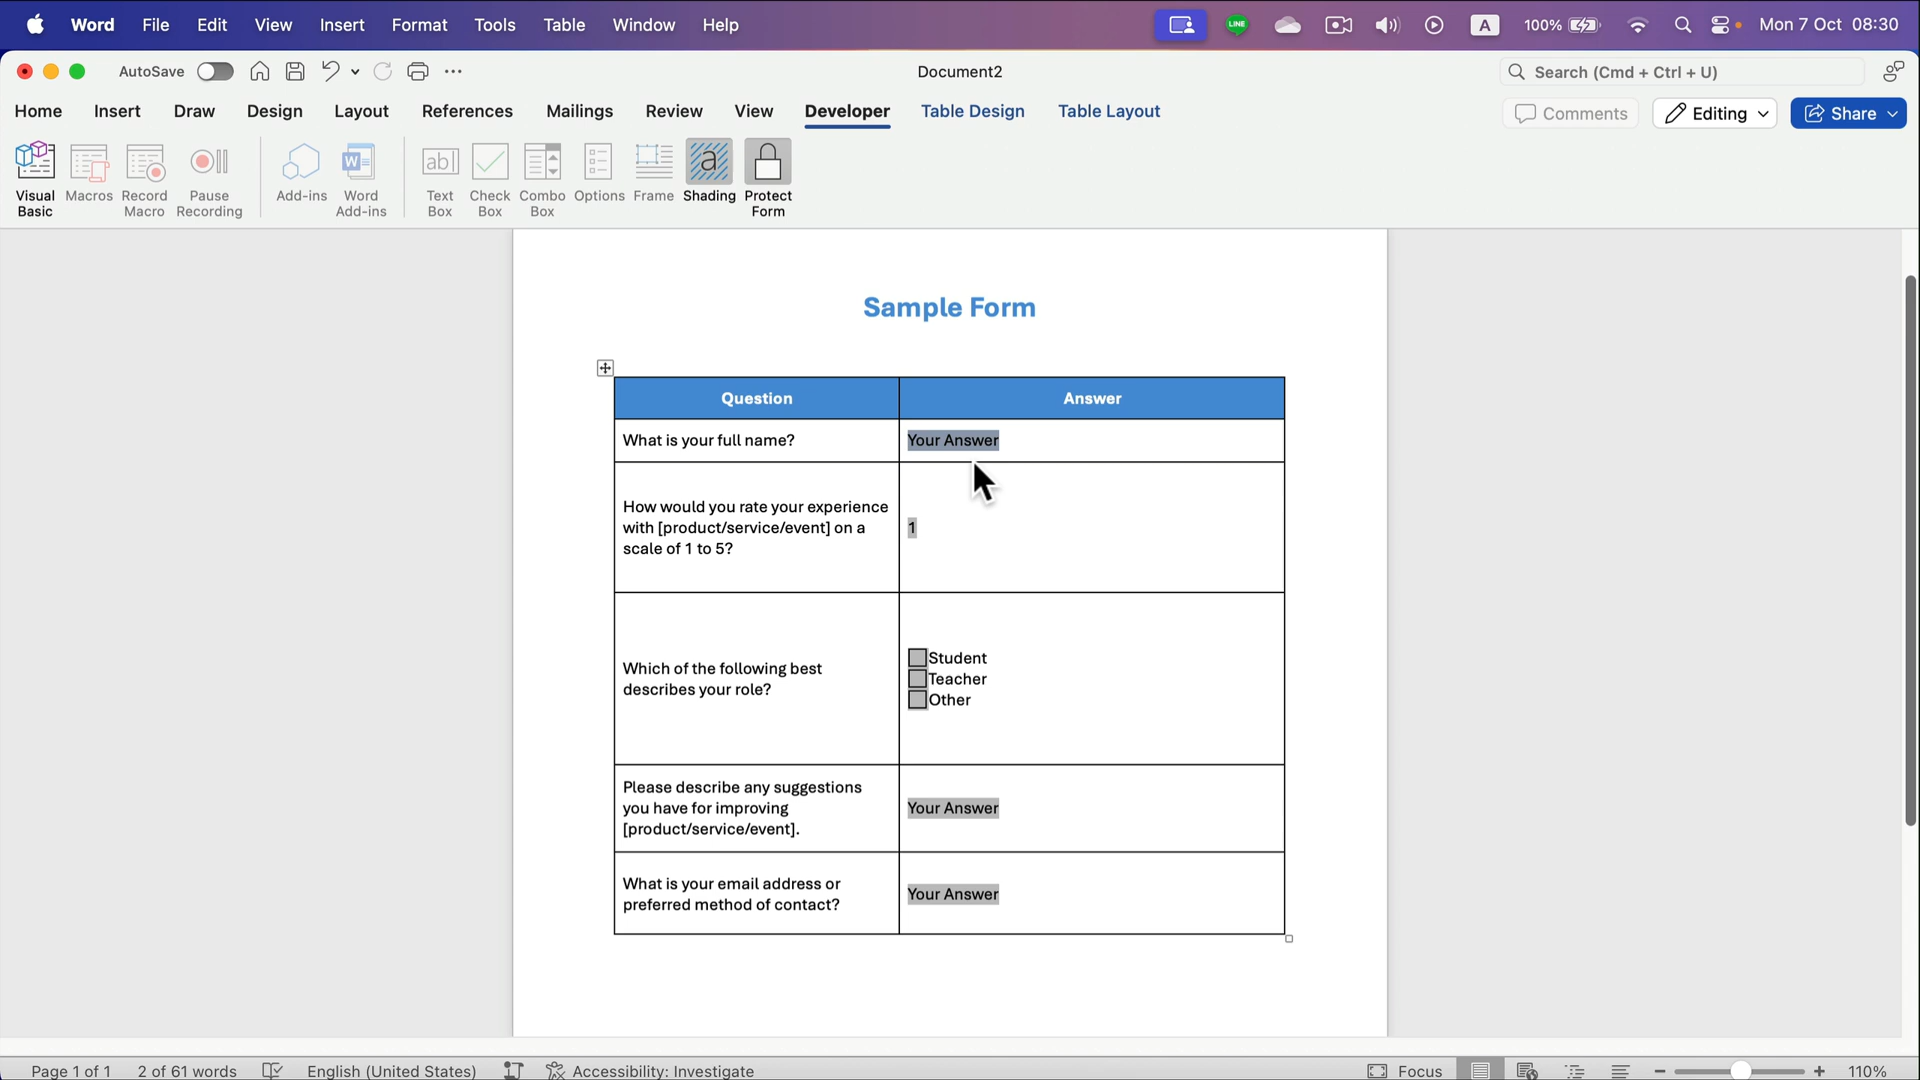 Word File Edit View Insert Format Tools Table Window Help LINE A 100% Mon 7 Oct 08:30
AutoSave Document2 Search (Cmd + Ctrl + U)
Home Insert Draw Design Layout References Mailings Review View Developer Table Design Table Layout Comments Editing Share
Visual Basic Macros Record Macro Pause Recording Add-ins Word Add-ins Text Box Check Box Combo Box Options Frame Shading Protect Form
Sample Form
Question Answer
What is your full name? Your Answer
How would you rate your experience
with [product/service/event] on a 1
scale of 1 to 5?
Which of the following best
describes your role?
Student
Teacher
Other
Please describe any suggestions
you have for improving Your Answer
[product/service/event].
What is your email address or
preferred method of contact? Your Answer
Page 1 of 1 2 of 61 words English (United States) Accessibility: Investigate Focus 110%